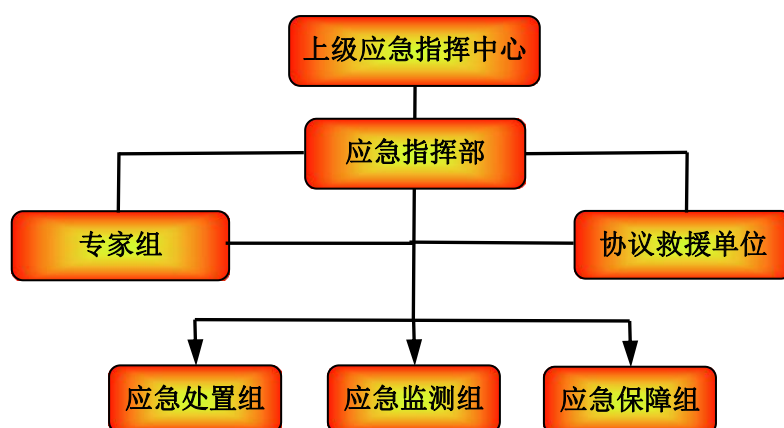 上级应急指挥中心
应急指挥部
专家组
协议救援单位
应急处置组
应急监测组
应急保障组